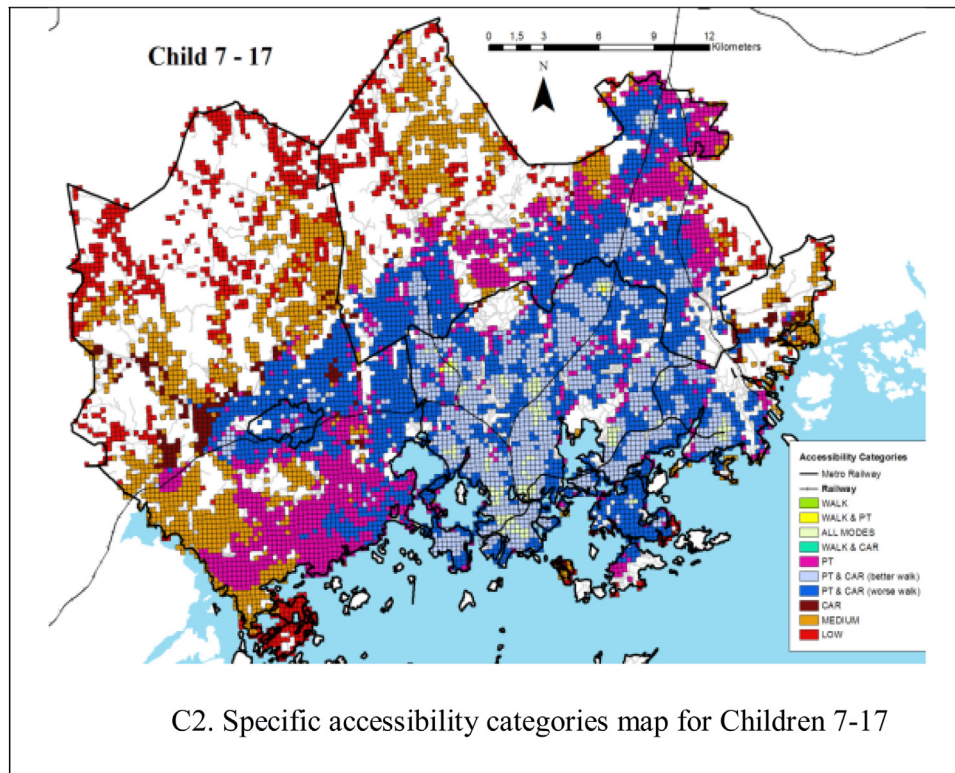 Child 7 - 17
0 1,5 3 6 9 12
Kilometers
N
Accessibility Categories
Metro Railway
Railway
WALK
WALK & PT
ALL MODES
WALK & CAR
PT
PT & CAR (better walk)
PT & CAR (worse walk)
CAR
MEDIUM
LOW
C2. Specific accessibility categories map for Children 7-17